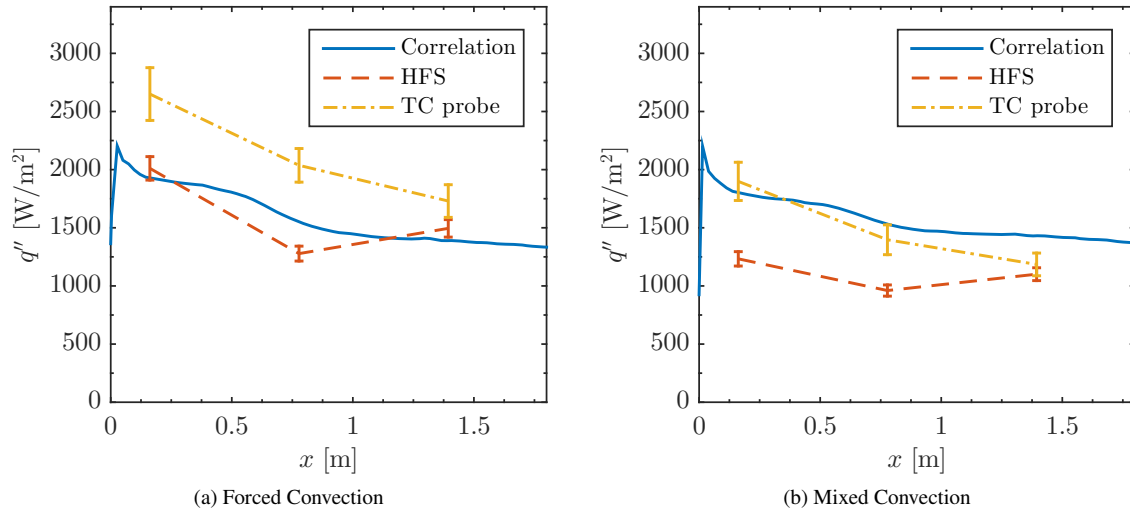 3000
2500
2000
1500
1000
500
0
q″ [W/m²]
Correlation
HFS
TC probe
0 0.5 1 1.5
x [m]
(a) Forced Convection
3000
2500
2000
1500
1000
500
0
q″ [W/m²]
Correlation
HFS
TC probe
0 0.5 1 1.5
x [m]
(b) Mixed Convection